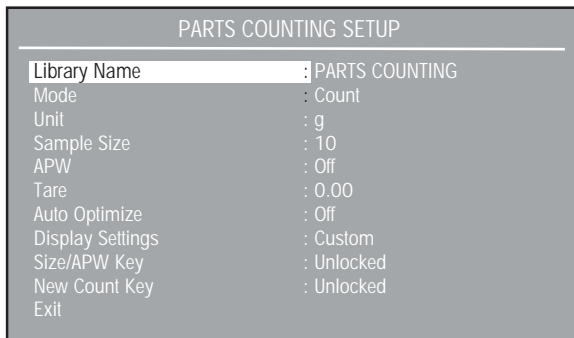 PARTS COUNTING SETUP
Library Name : PARTS COUNTING
Mode : Count
Unit : g
Sample Size : 10
APW : Off
Tare : 0.00
Auto Optimize : Off
Display Settings : Custom
Size/APW Key : Unlocked
New Count Key : Unlocked
Exit